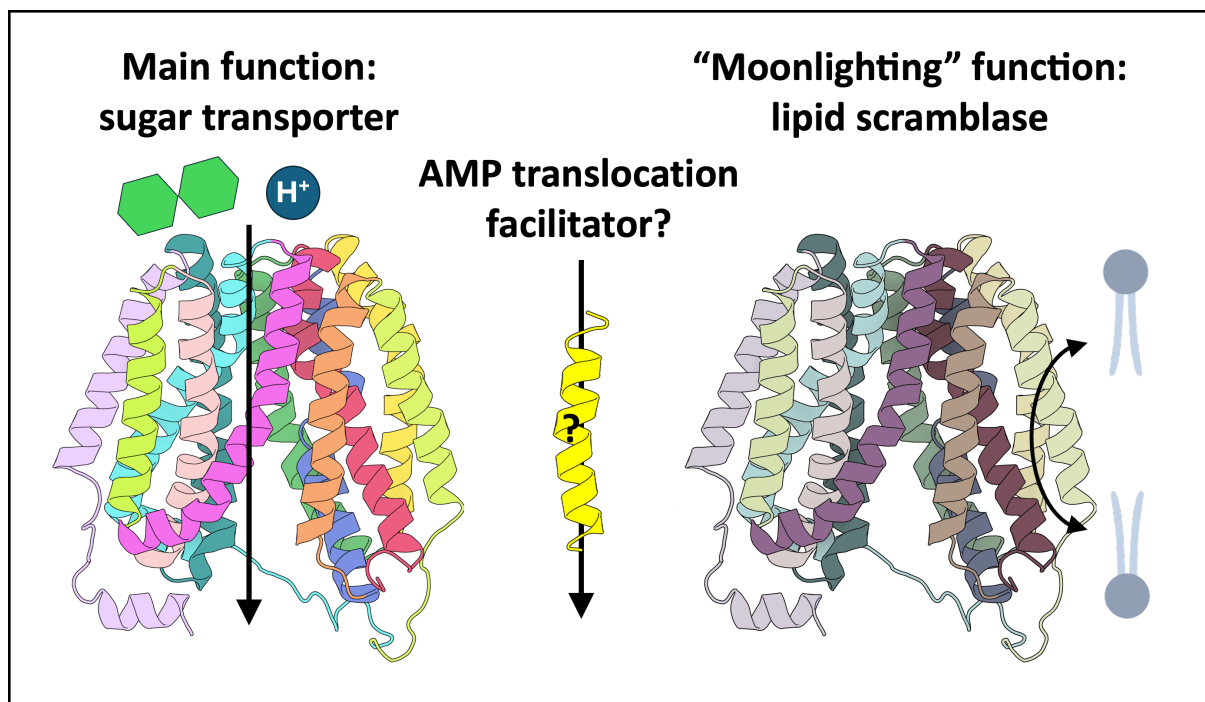 Main function:
sugar transporter
H⁺
AMP translocation
facilitator?
?
“Moonlighting” function:
lipid scramblase